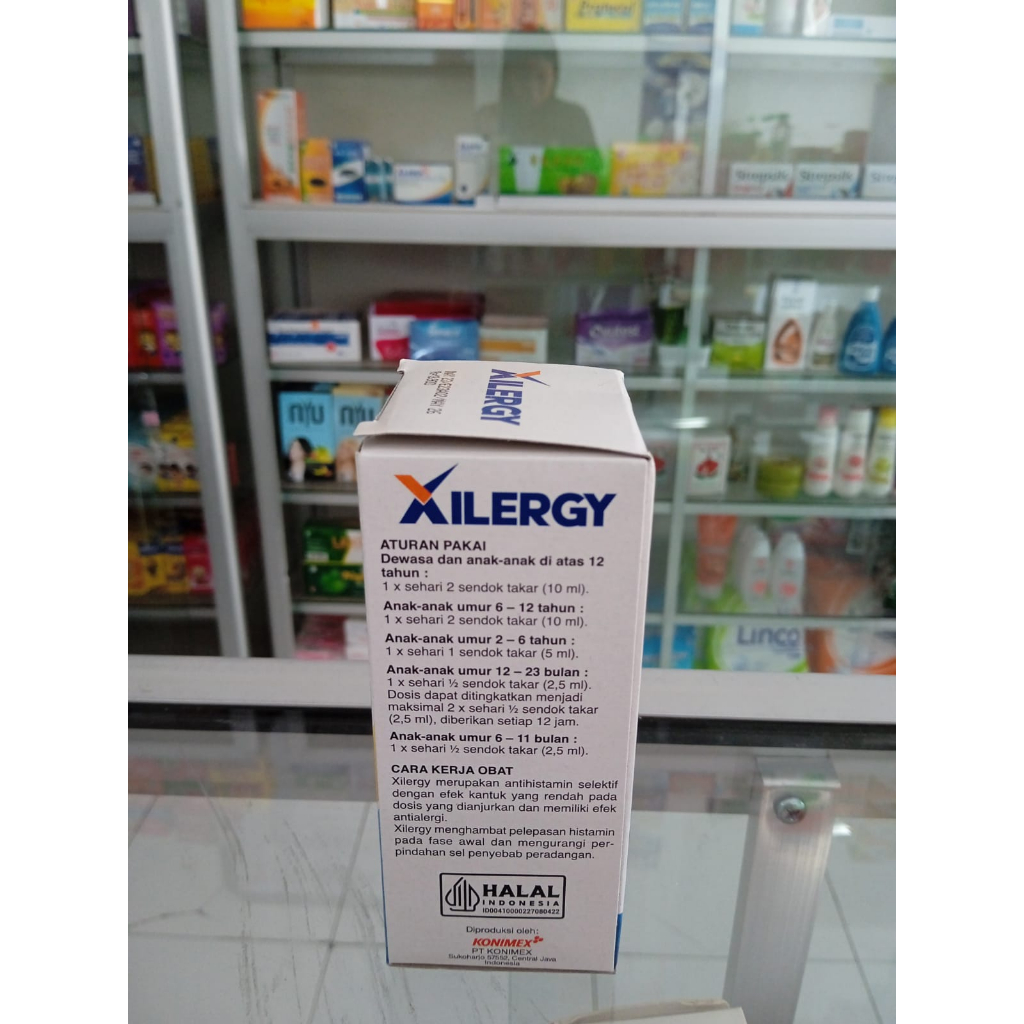 Strepsils
Strepsils
NYU
NYU
Linco
XILERGY
XILERGY
ATURAN PAKAI
Dewasa dan anak-anak di atas 12
tahun :
1 x sehari 2 sendok takar (10 ml).
Anak-anak umur 6 – 12 tahun :
1 x sehari 2 sendok takar (10 ml).
Anak-anak umur 2 – 6 tahun :
1 x sehari 1 sendok takar (5 ml).
Anak-anak umur 12 – 23 bulan :
1 x sehari ½ sendok takar (2,5 ml).
Dosis dapat ditingkatkan menjadi
maksimal 2 x sehari ½ sendok takar
(2,5 ml), diberikan setiap 12 jam.
Anak-anak umur 6 – 11 bulan :
1 x sehari ½ sendok takar (2,5 ml).
CARA KERJA OBAT
Xilergy merupakan antihistamin selektif
dengan efek kantuk yang rendah pada
dosis yang dianjurkan dan memiliki efek
antialergi.
Xilergy menghambat pelepasan histamin
pada fase awal dan mengurangi per-
pindahan sel penyebab peradangan.
HALAL
INDONESIA
ID00410000227080422
Diproduksi oleh:
KONIMEX
PT KONIMEX
Sukoharjo 57552, Central Java
Indonesia